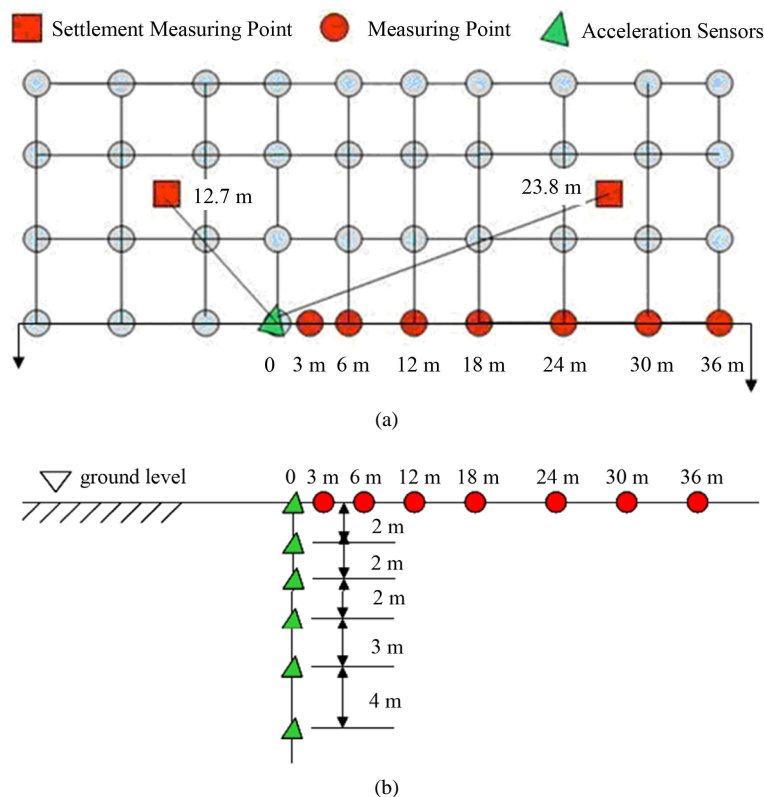 Settlement Measuring Point Measuring Point Acceleration Sensors
12.7 m 23.8 m
0 3 m 6 m 12 m 18 m 24 m 30 m 36 m
(a)
ground level 0 3 m 6 m 12 m 18 m 24 m 30 m 36 m
2 m
2 m
2 m
3 m
4 m
(b)